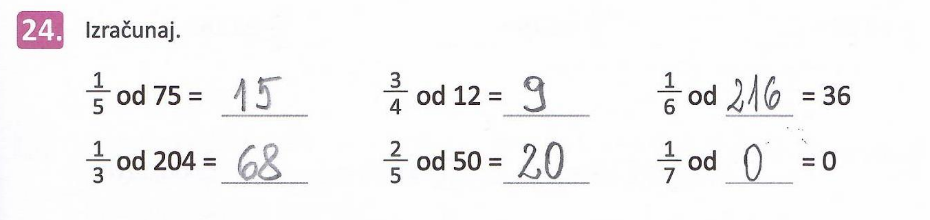 24. Izračunaj.
1/5 od 75 = 15 3/4 od 12 = 9 1/6 od 216 = 36
1/3 od 204 = 68 2/5 od 50 = 20 1/7 od 0 = 0